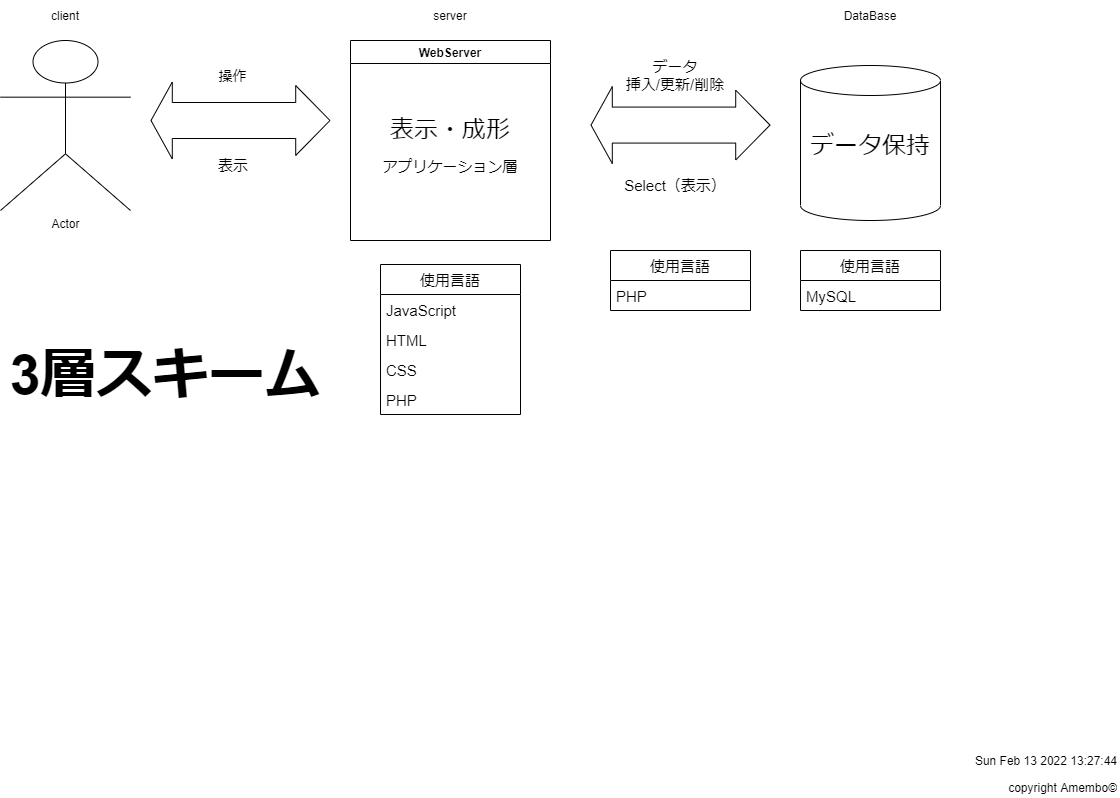 client
server
DataBase
WebServer
操作
表示
表示・成形
アプリケーション層
データ
挿入/更新/削除
Select（表示）
データ保持
Actor
使用言語
JavaScript
HTML
CSS
PHP
使用言語
PHP
使用言語
MySQL
3層スキーム
Sun Feb 13 2022 13:27:44
copyright Amembo©